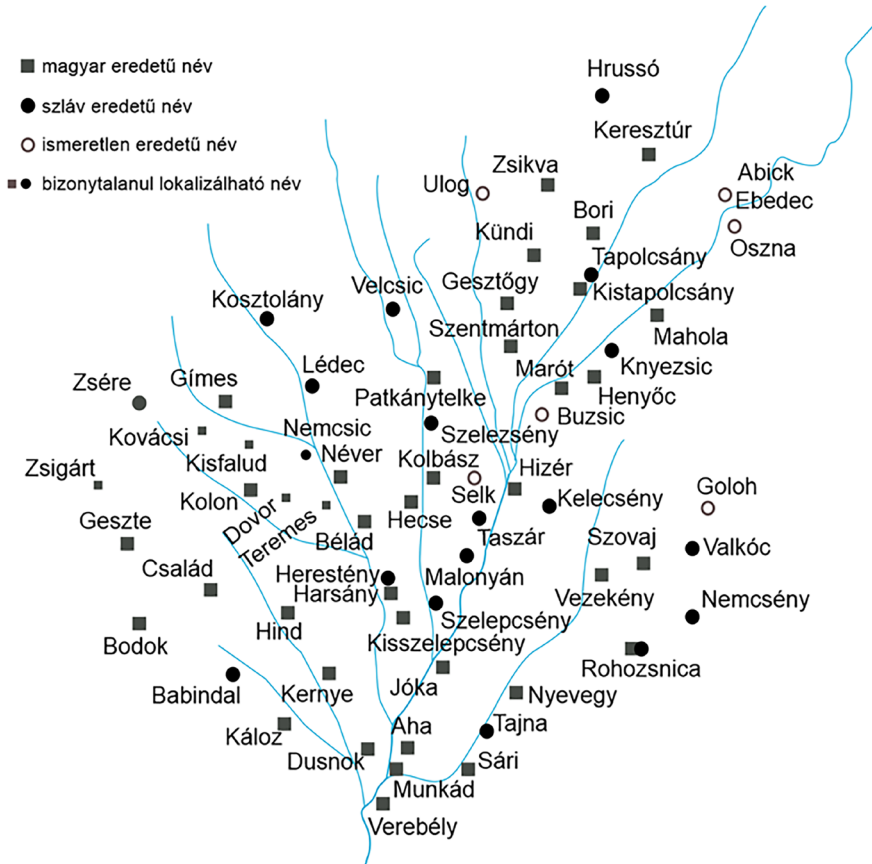 magyar eredetű név
szláv eredetű név
ismeretlen eredetű név
bizonytalanul lokalizálható név
Hrussó
Keresztúr
Zsikva
Ulog
Abick
Ebedec
Bori
Oszna
Kündi
Tapolcsány
Gesztőgy
Velcsic
Kistapolcsány
Kosztolány
Szentmárton
Mahola
Marót
Knyezsic
Lédec
Gímes
Zsére
Patkánytelke
Henyőc
Buzsic
Nemcsic
Kovácsi
Szelezsény
Néver
Kisfalud
Kolbász
Hizér
Zsigárt
Selk
Kelecsény
Goloh
Kolon
Dovor
Teremes
Hecse
Geszte
Taszár
Szovaj
Bélád
Valkóc
Család
Herestény
Malonyán
Harsány
Vezekény
Nemcsény
Szelepcsény
Hind
Kisszelepcsény
Bodok
Rohozsnica
Jóka
Babindal
Kernye
Nyevegy
Tajna
Aha
Káloz
Dusnok
Sári
Munkád
Verebély